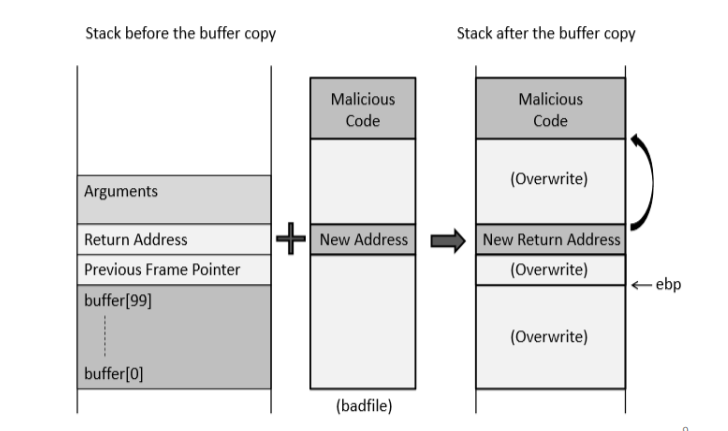 Stack before the buffer copy
Stack after the buffer copy
Arguments
Return Address
Previous Frame Pointer
buffer[99]
buffer[0]
Malicious
Code
New Address
(badfile)
Malicious
Code
(Overwrite)
New Return Address
(Overwrite)
ebp
(Overwrite)